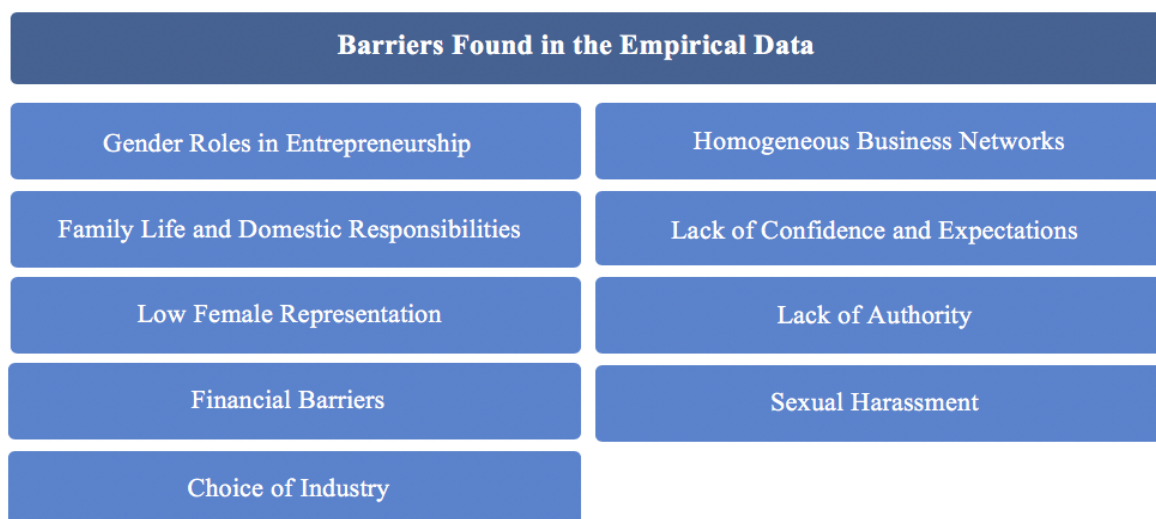 Barriers Found in the Empirical Data
Gender Roles in Entrepreneurship
Homogeneous Business Networks
Family Life and Domestic Responsibilities
Lack of Confidence and Expectations
Low Female Representation
Lack of Authority
Financial Barriers
Sexual Harassment
Choice of Industry